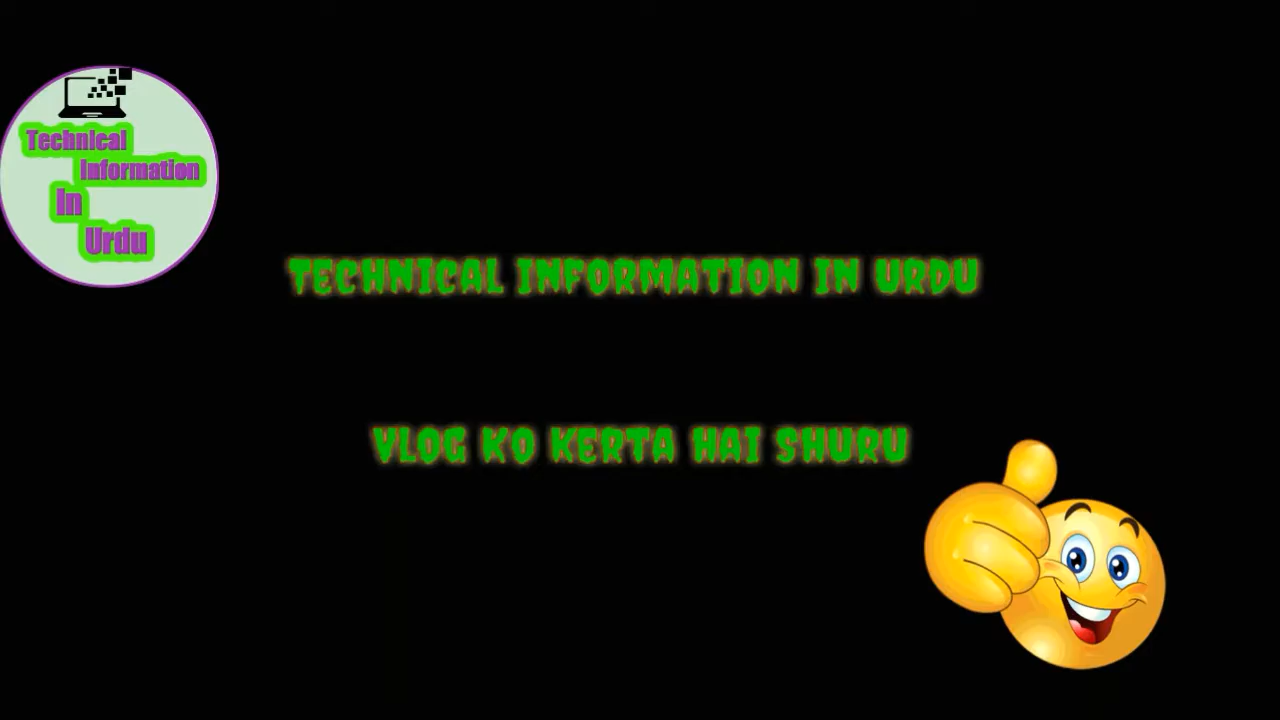 Technical
Information
In
Urdu
TECHNICAL INFORMATION IN URDU
VLOG KO KERTA HAI SHURU